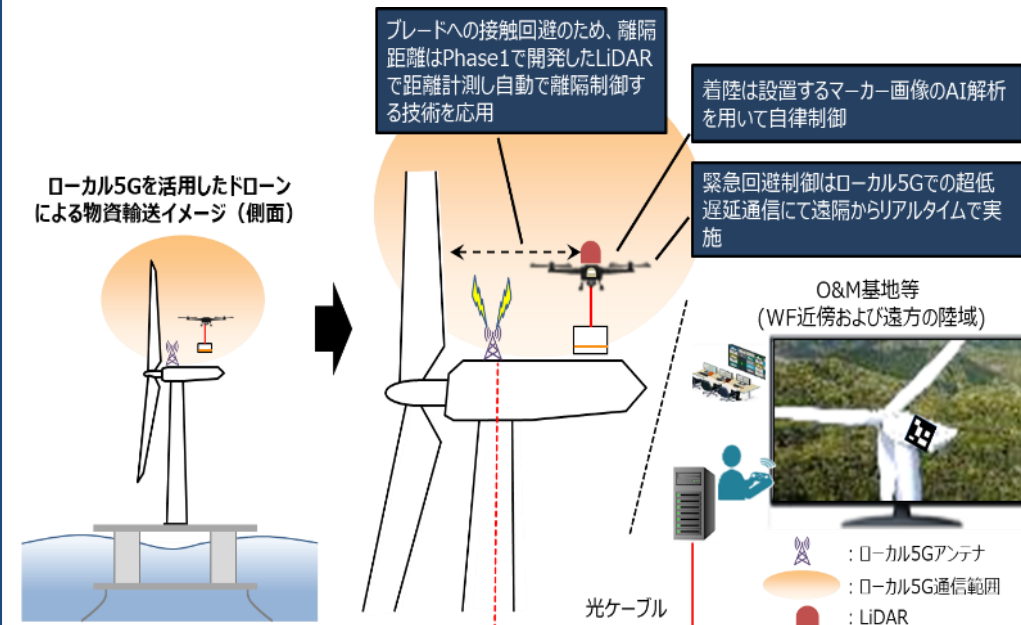 ブレードへの接触回避のため、離隔
距離はPhase1で開発したLiDAR
で距離計測し自動で離隔制御す
る技術を応用
着陸は設置するマーカー画像のAI解析
を用いて自律制御
緊急回避制御はローカル5Gでの超低
遅延通信にて遠隔からリアルタイムで実
施
ローカル5Gを活用したドローン
による物資輸送イメージ（側面）
O&M基地等
(WF近傍および遠方の陸域)
：ローカル5Gアンテナ
：ローカル5G通信範囲
：LiDAR
光ケーブル